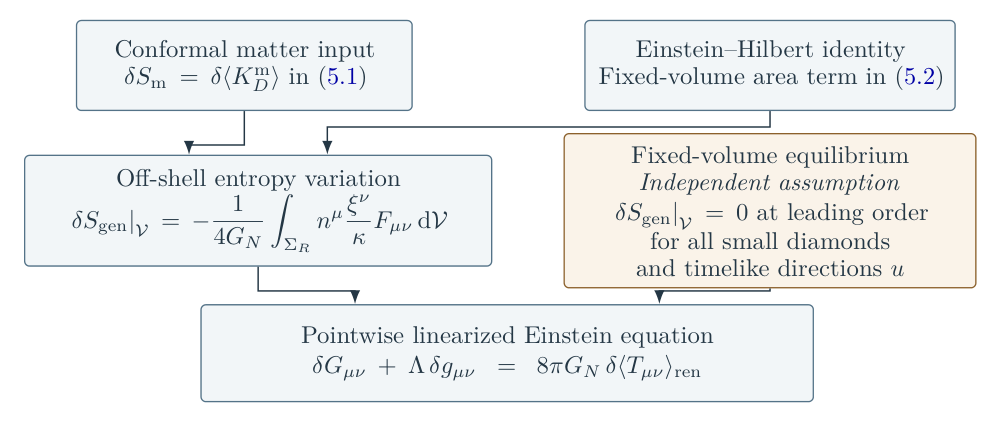 Conformal matter input
δS_m = δ⟨K_D^m⟩ in (5.1)
Einstein–Hilbert identity
Fixed-volume area term in (5.2)
Off-shell entropy variation
δS_gen|_𝒱 = −\frac{1}{4G_N} ∫_{Σ_R} n^μ \frac{ξ^ν}{κ} F_{μν} d𝒱
Fixed-volume equilibrium
Independent assumption
δS_gen|_𝒱 = 0 at leading order
for all small diamonds
and timelike directions u
Pointwise linearized Einstein equation
δG_{μν} + Λ δg_{μν} = 8πG_N δ⟨T_{μν}⟩_ren